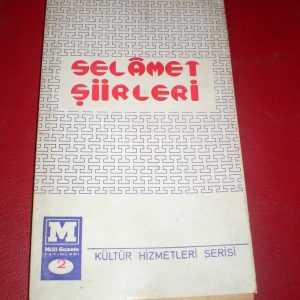 SELÂMET
ŞİİRLERİ
M
Milli Gazete
YAYINLARI
2
KÜLTÜR HİZMETLERİ SERİSİ